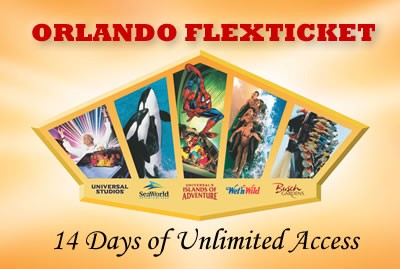 ORLANDO FLEXTICKET
UNIVERSAL
STUDIOS
SeaWorld
UNIVERSAL'S
ISLANDS OF
ADVENTURE
Wet'n Wild
Busch
GARDENS
14 Days of Unlimited Access